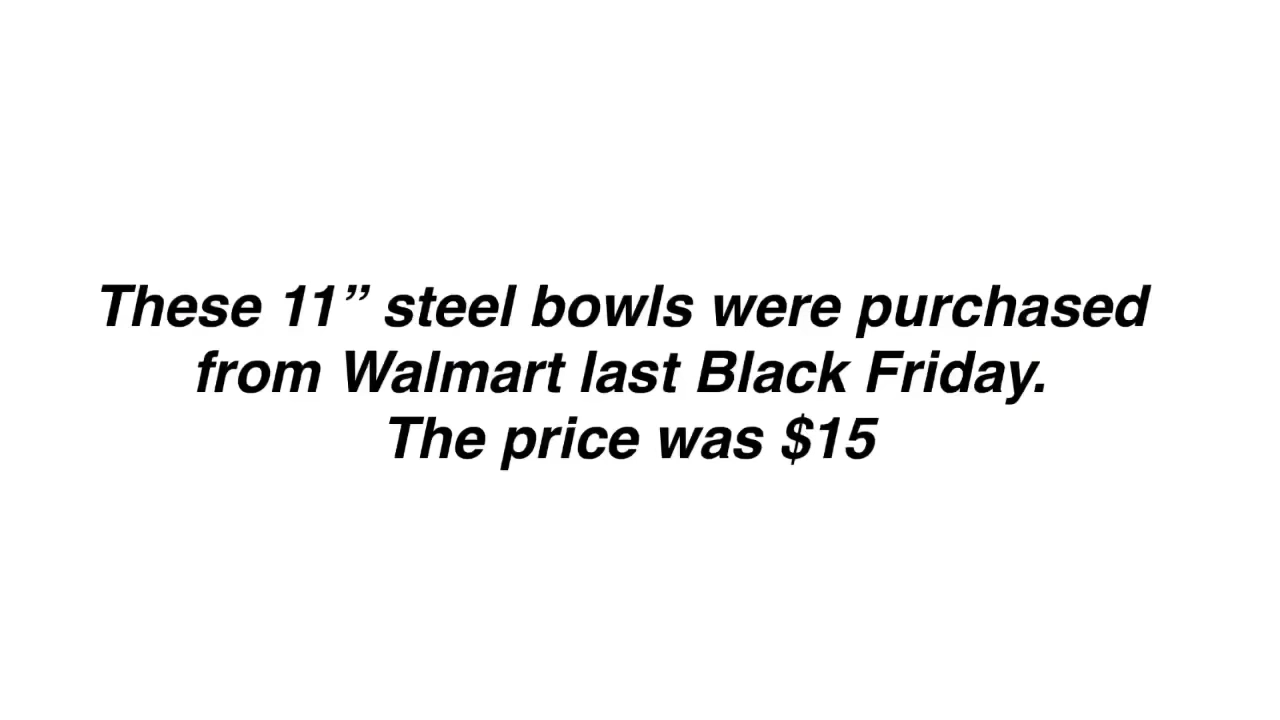 These 11” steel bowls were purchased
from Walmart last Black Friday.
The price was $15